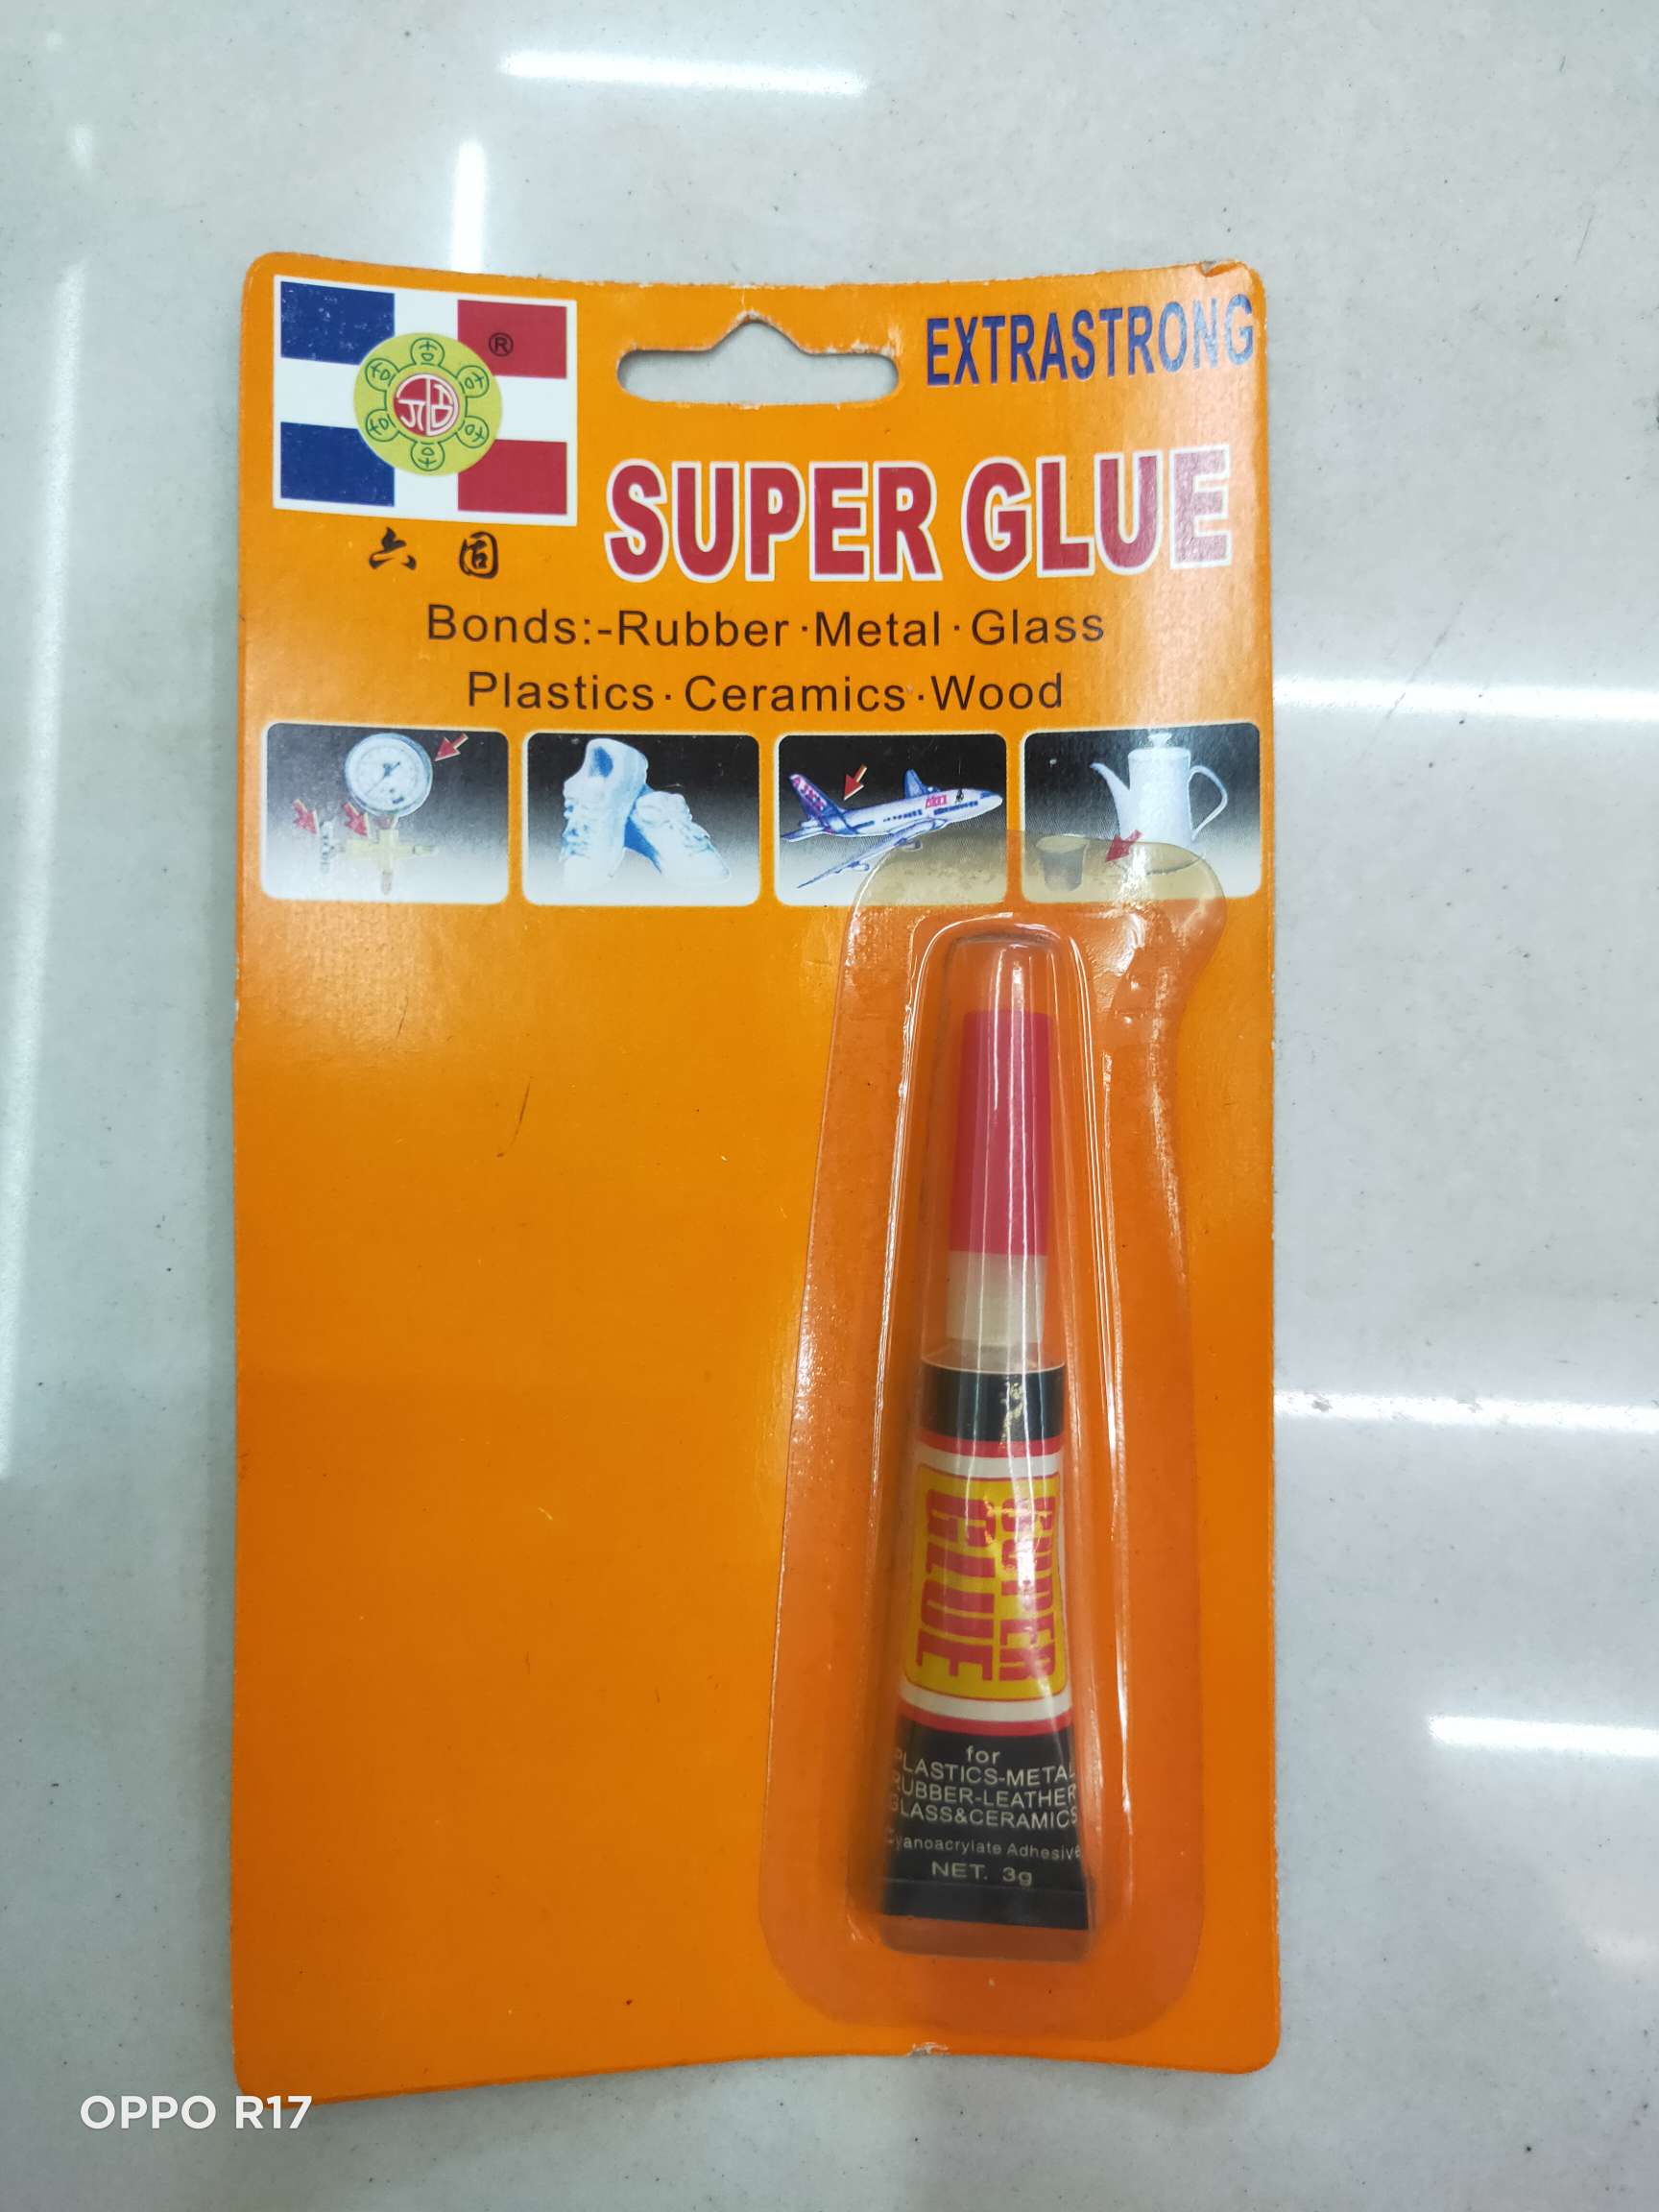 EXTRASTRONG
®
SUPER GLUE
六固
Bonds:-Rubber·Metal·Glass
Plastics·Ceramics·Wood
SUPER
GLUE
for
PLASTICS-METAL
RUBBER-LEATHER
GLASS&CERAMICS
Cyanoacrylate Adhesive
NET. 3g
OPPO R17